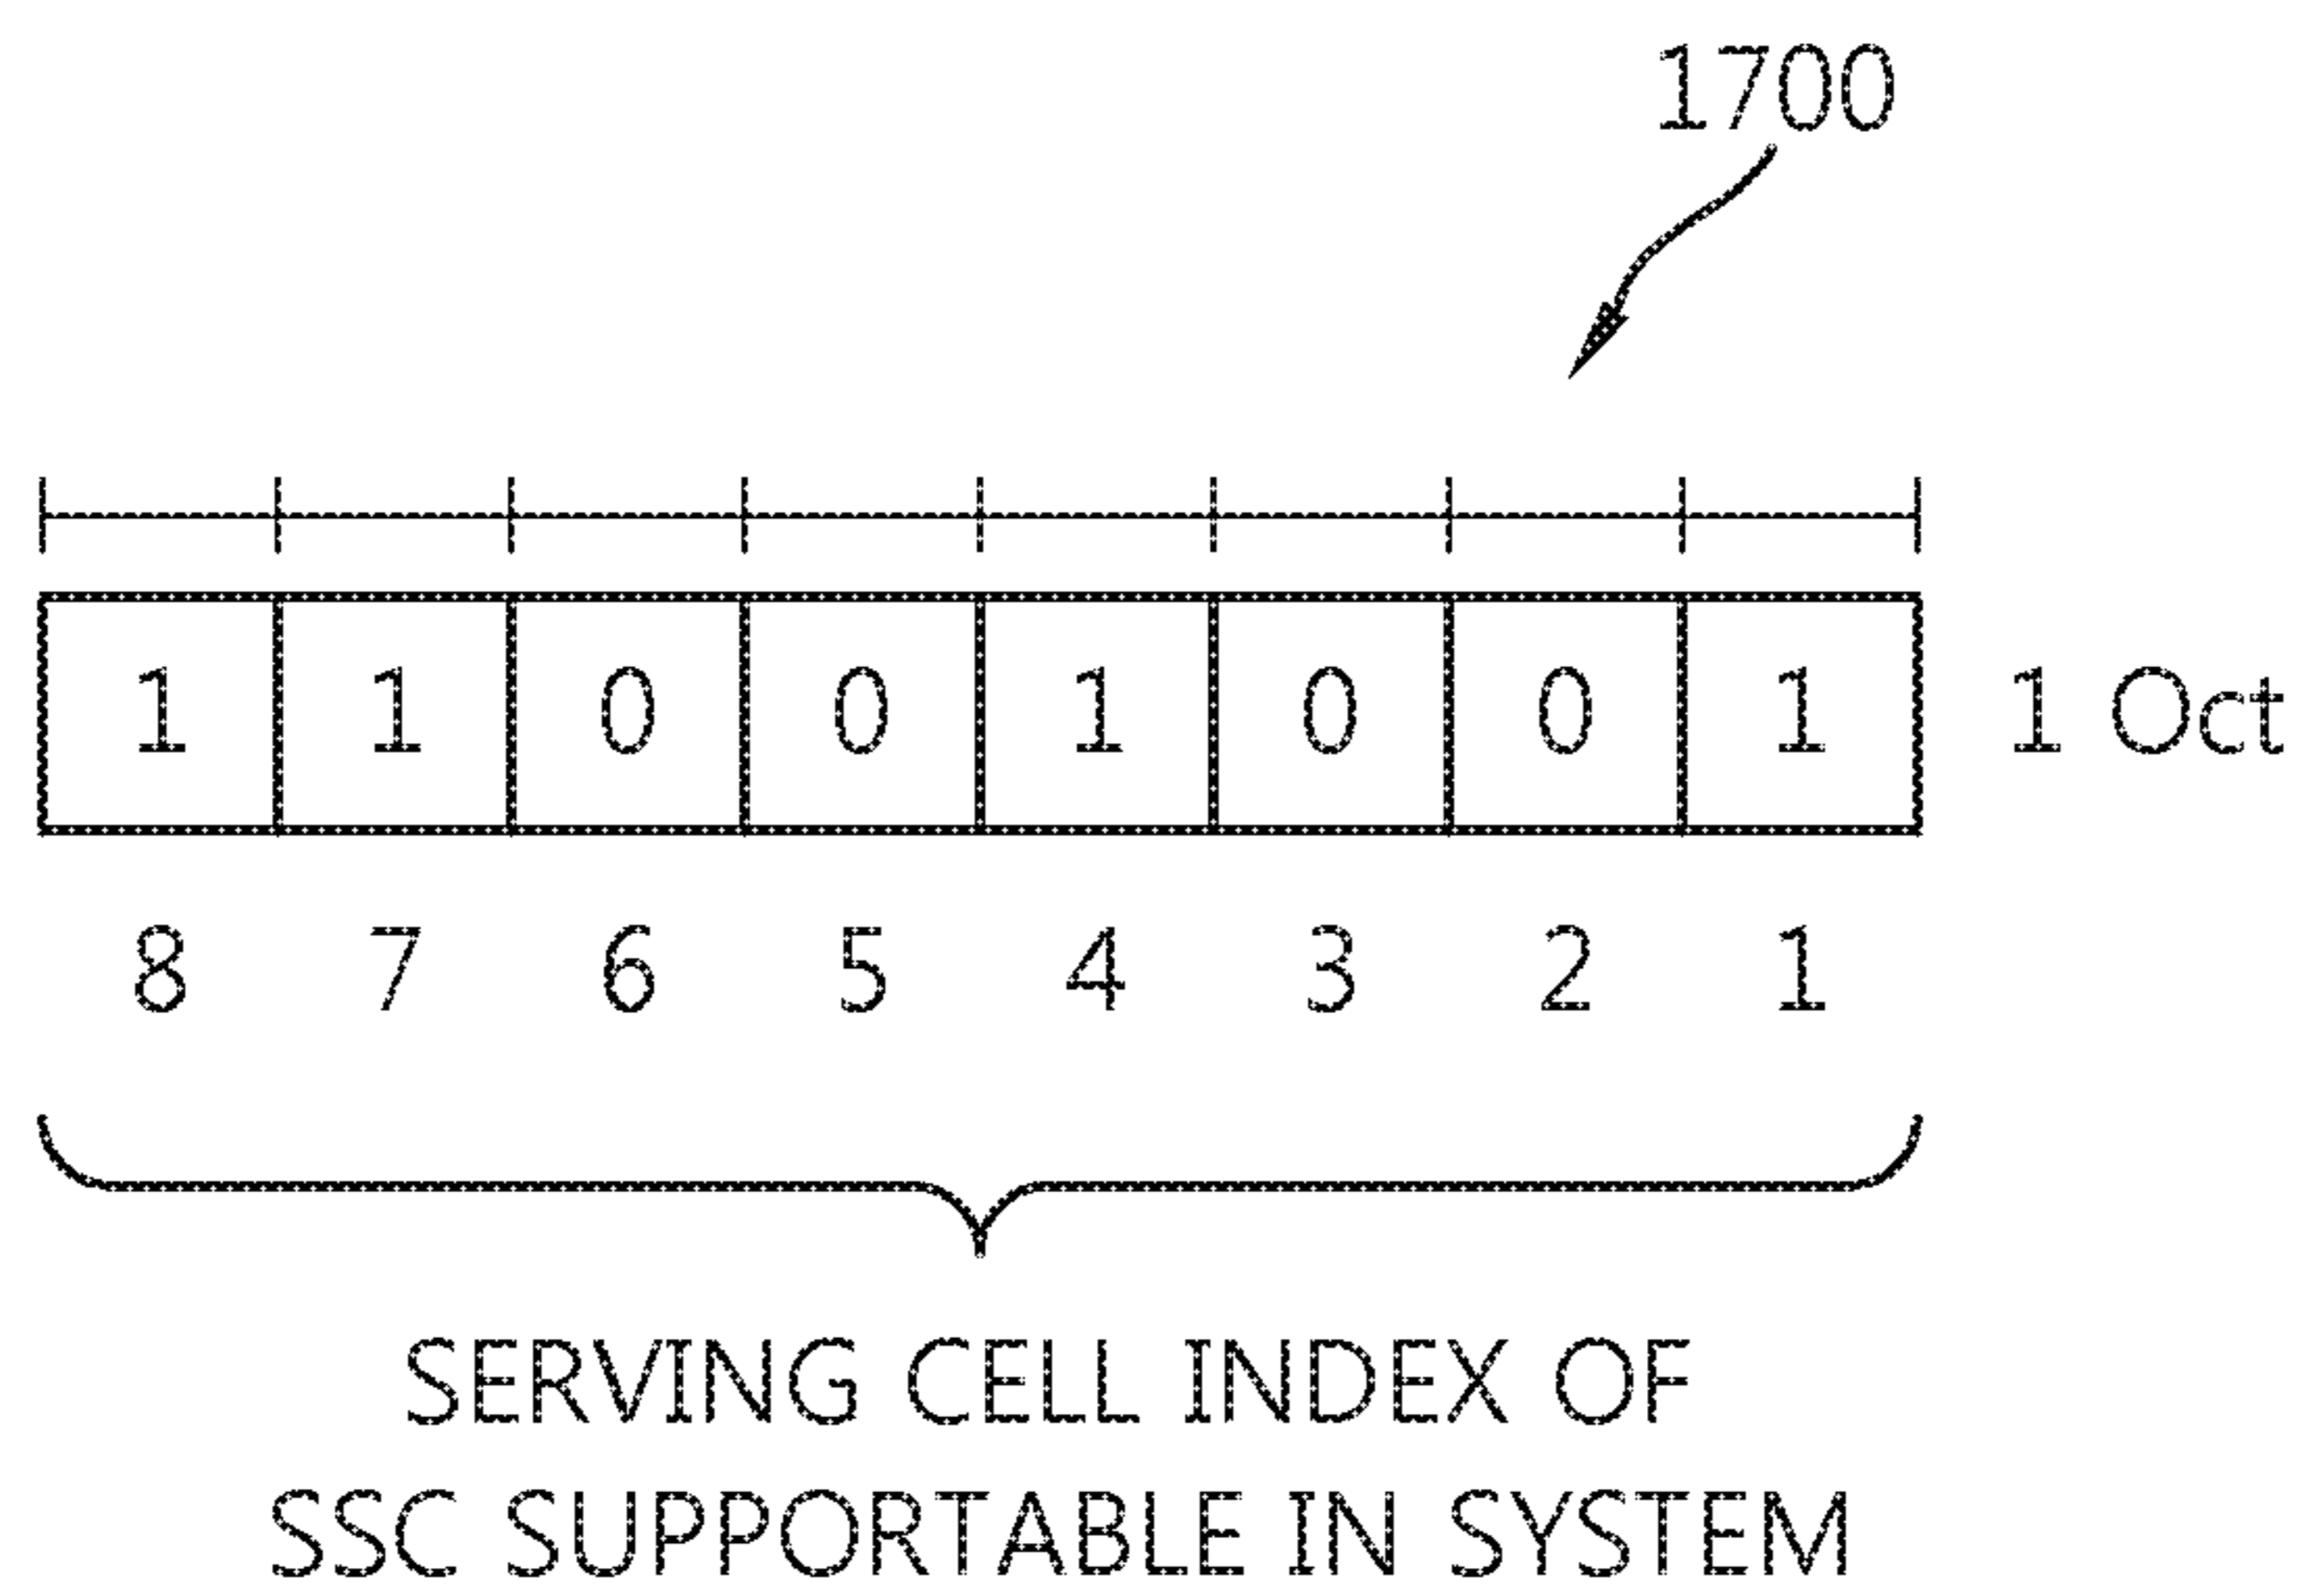 1700
1 1 0 0 1 0 0 1 1 Oct
8 7 6 5 4 3 2 1
SERVING CELL INDEX OF
SSC SUPPORTABLE IN SYSTEM